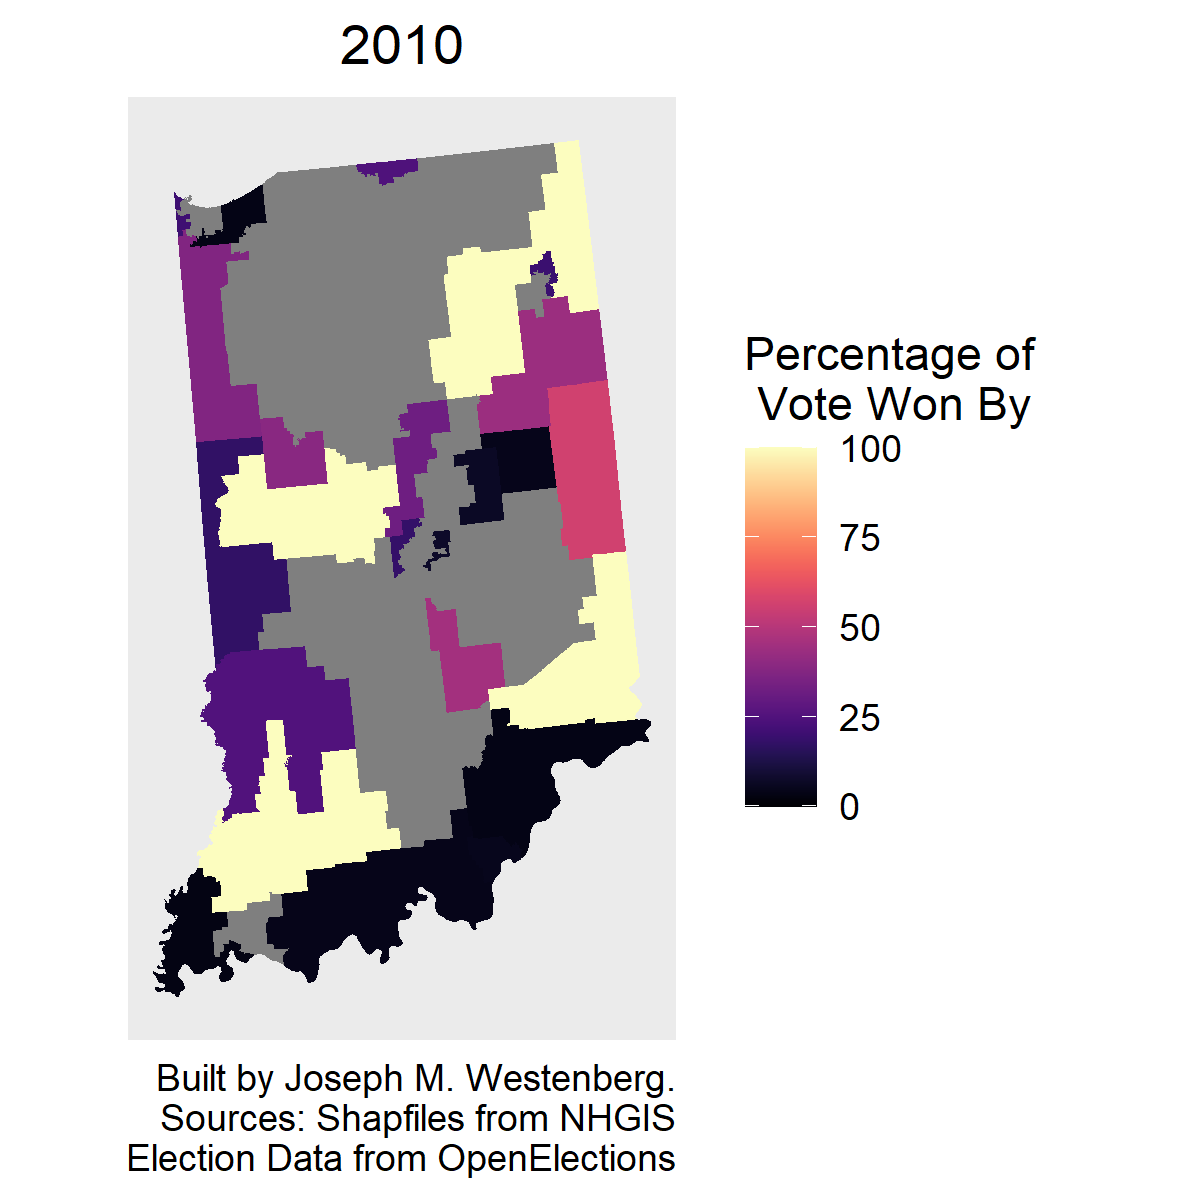 2010
Percentage of
Vote Won By
100
75
50
25
0
Built by Joseph M. Westenberg.
Sources: Shapfiles from NHGIS
Election Data from OpenElections